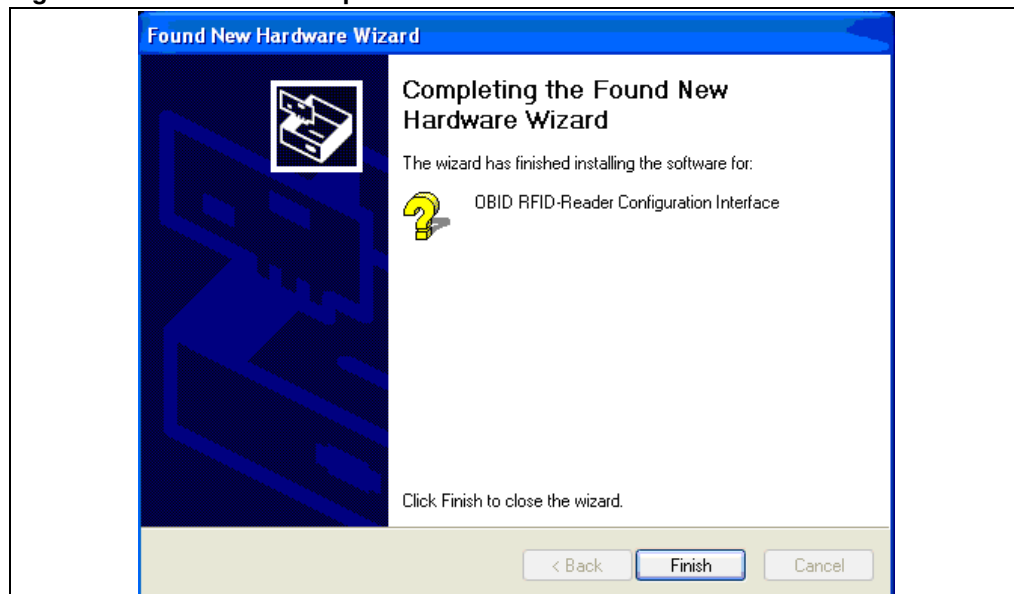 Found New Hardware Wizard
Completing the Found New
Hardware Wizard
The wizard has finished installing the software for:
OBID RFID-Reader Configuration Interface
Click Finish to close the wizard.
< Back Finish Cancel